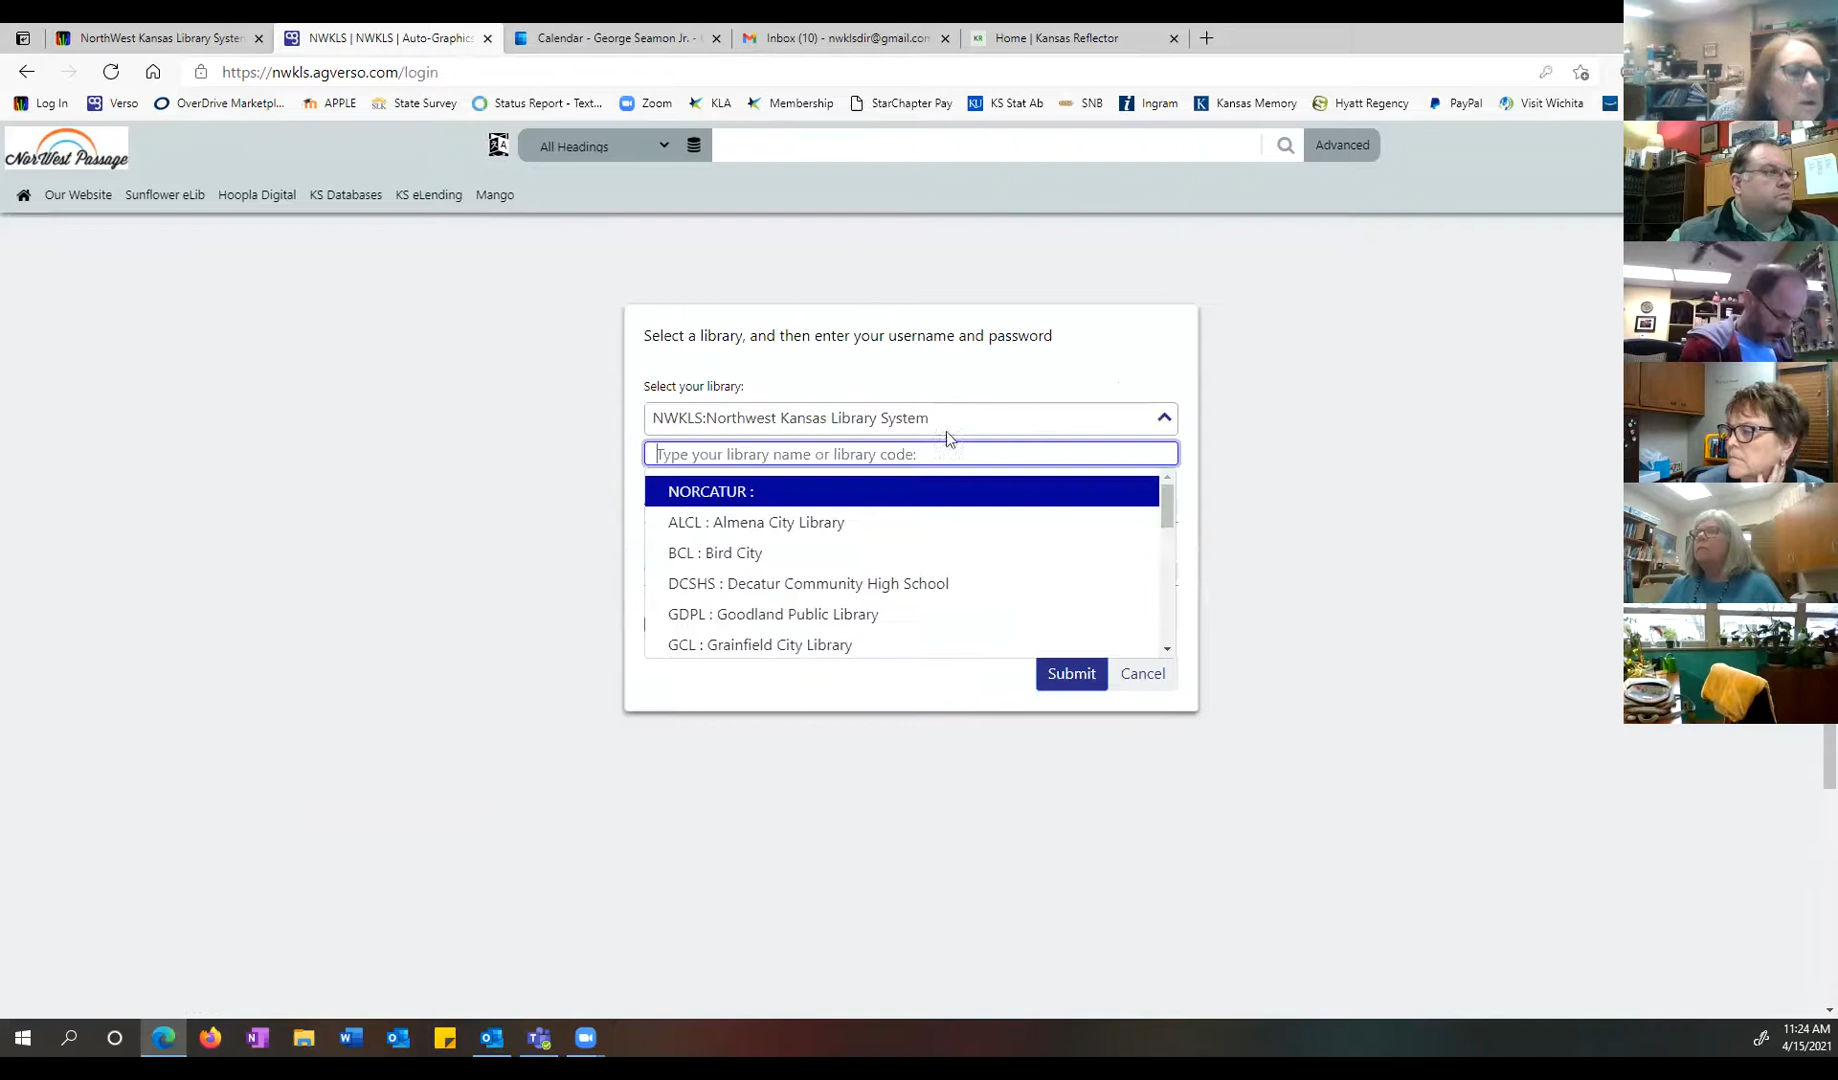 NorthWest Kansas Library System
NWKLS | NWKLS | Auto-Graphics
Calendar - George Seamon Jr. -
Inbox (10) - nwklsdir@gmail.com
Home | Kansas Reflector
https://nwkls.agverso.com/login
Log In
Verso
OverDrive Marketpl...
APPLE
State Survey
Status Report - Text...
Zoom
KLA
Membership
StarChapter Pay
KS Stat Ab
SNB
Ingram
Kansas Memory
Hyatt Regency
PayPal
Visit Wichita
NorWest Passage
All Headings
Advanced
Our Website
Sunflower eLib
Hoopla Digital
KS Databases
KS eLending
Mango
Select a library, and then enter your username and password
Select your library:
NWKLS:Northwest Kansas Library System
Type your library name or library code:
NORCATUR :
ALCL : Almena City Library
BCL : Bird City
DCSHS : Decatur Community High School
GDPL : Goodland Public Library
GCL : Grainfield City Library
Submit
Cancel
11:24 AM
4/15/2021